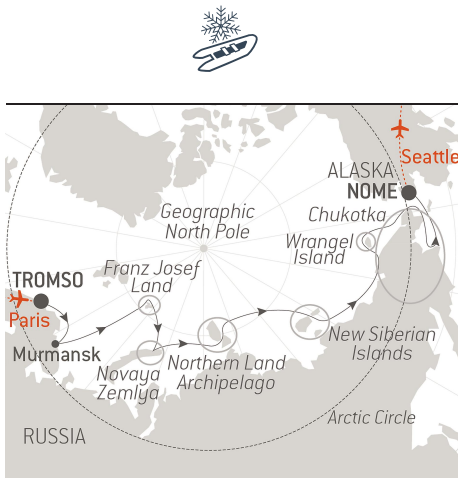 Seattle
ALASKA
NOME
Geographic
North Pole
Chukotka
Wrangel
Island
Franz Josef
Land
TROMSO
Paris
Murmansk
New Siberian
Islands
Novaya
Zemlya
Northern Land
Archipelago
Arctic Circle
RUSSIA